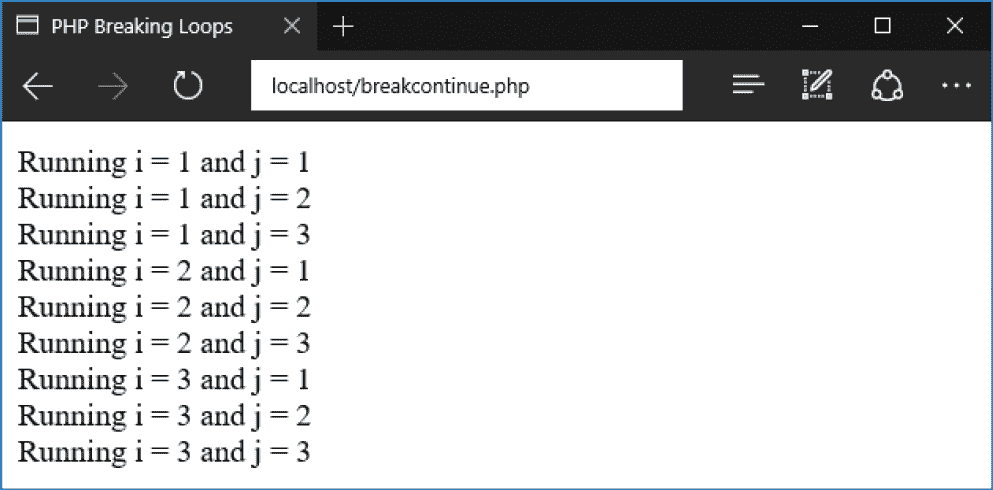 PHP Breaking Loops
localhost/breakcontinue.php
Running i = 1 and j = 1
Running i = 1 and j = 2
Running i = 1 and j = 3
Running i = 2 and j = 1
Running i = 2 and j = 2
Running i = 2 and j = 3
Running i = 3 and j = 1
Running i = 3 and j = 2
Running i = 3 and j = 3